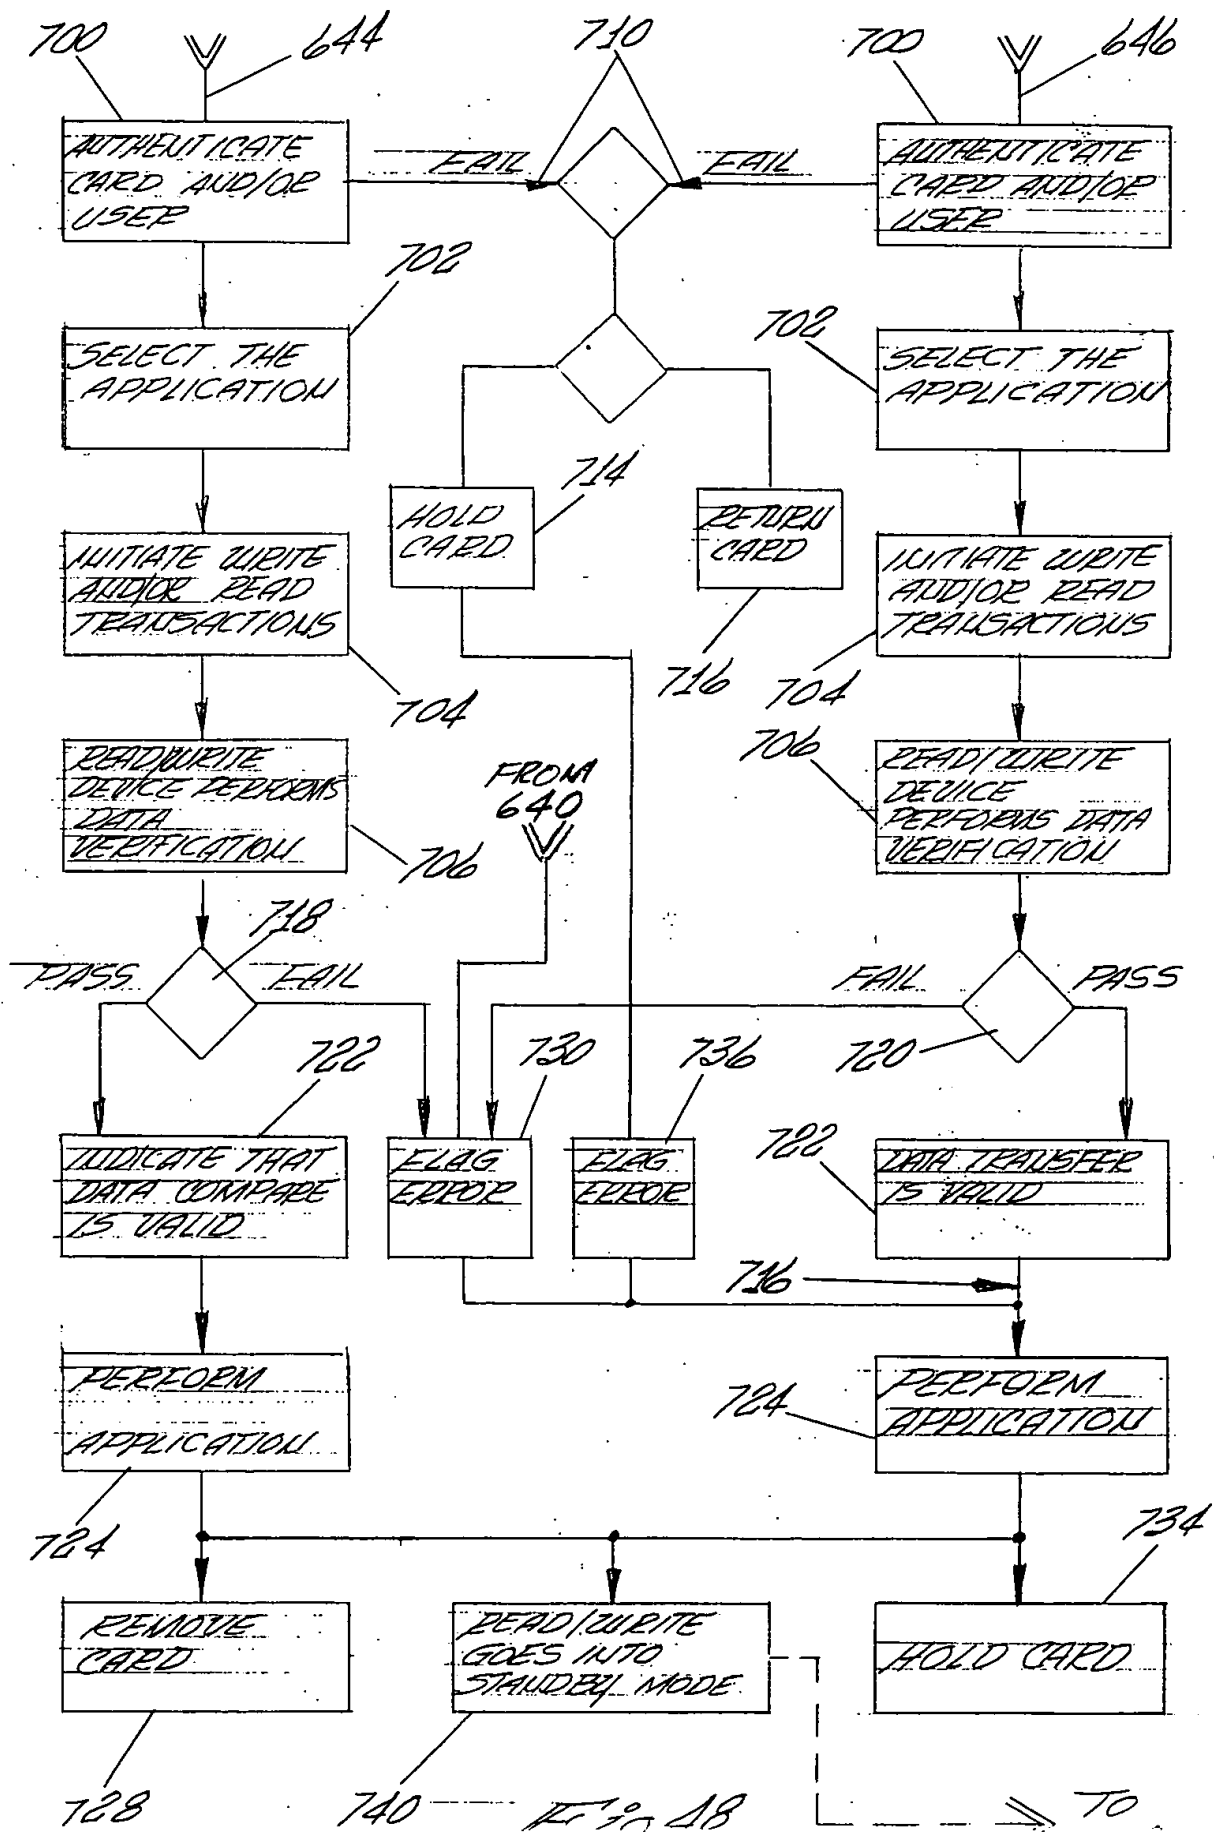 700
644
710
700
646
AUTHENTICATE
CARD AND/OR
USER
FAIL
FAIL
AUTHENTICATE
CARD AND/OR
USER
702
702
SELECT THE
APPLICATION
SELECT THE
APPLICATION
714
HOLD
CARD
RETURN
CARD
716
INITIATE WRITE
AND/OR READ
TRANSACTIONS
704
INITIATE WRITE
AND/OR READ
TRANSACTIONS
704
READ/WRITE
DEVICE PERFORMS
DATA
VERIFICATION
706
FROM
640
706
READ/WRITE
DEVICE
PERFORMS DATA
VERIFICATION
718
PASS
FAIL
FAIL
PASS
720
722
730
736
722
INDICATE THAT
DATA COMPARE
IS VALID
FLAG
ERROR
FLAG
ERROR
DATA TRANSFER
IS VALID
716
PERFORM
APPLICATION
724
724
PERFORM
APPLICATION
734
REMOVE
CARD
READ/WRITE
GOES INTO
STANDBY MODE
HOLD CARD
728
740
Fig 48
TO